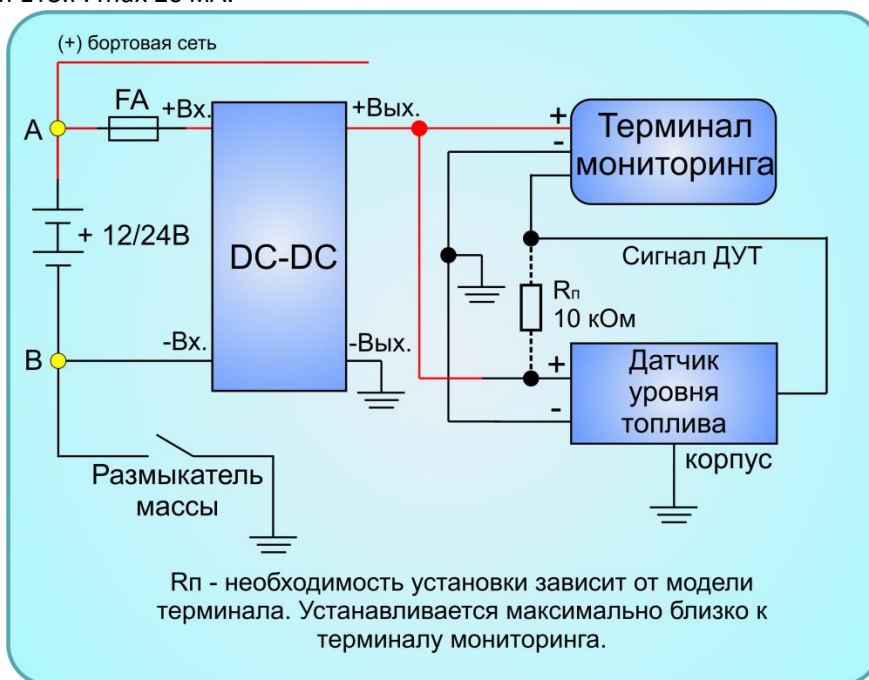 (+) бортовая сеть
FA
+Вх.
+Вых.
A
+
-
Терминал
мониторинга
+ 12/24В
DC-DC
Сигнал ДУТ
Rп
10 кОм
B
-Вх.
-Вых.
+
-
Датчик
уровня
топлива
корпус
Размыкатель
массы
Rп - необходимость установки зависит от модели
терминала. Устанавливается максимально близко к
терминалу мониторинга.